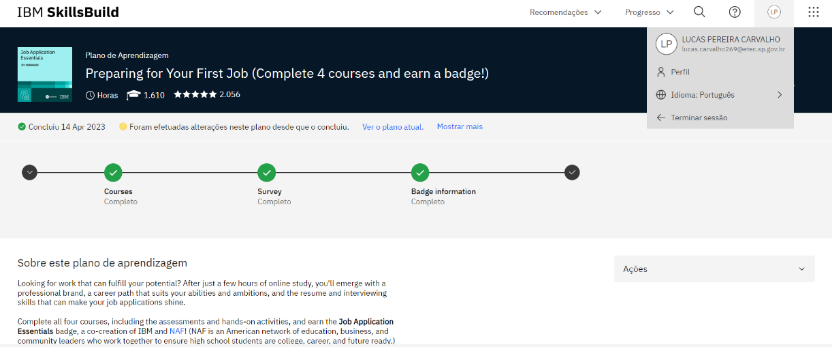 IBM SkillsBuild
Recomendações
Progresso
LP
LP
LUCAS PEREIRA CARVALHO
lucas.carvalho269@etec.sp.gov.br
Perfil
Idioma: Português
Terminar sessão
Job Application
Essentials
IBM
Plano de Aprendizagem
Preparing for Your First Job (Complete 4 courses and earn a badge!)
Horas 1.610 2.056
Concluiu 14 Apr 2023 Foram efetuadas alterações neste plano desde que o concluiu. Ver o plano atual. Mostrar mais
Courses
Completo
Survey
Completo
Badge information
Completo
Sobre este plano de aprendizagem
Ações
Looking for work that can fulfill your potential? After just a few hours of online study, you'll emerge with a
professional brand, a career path that suits your abilities and ambitions, and the resume and interviewing
skills that can make your job applications shine.
Complete all four courses, including the assessments and hands-on activities, and earn the Job Application
Essentials badge, a co-creation of IBM and NAF! (NAF is an American network of education, business, and
community leaders who work together to ensure high school students are college, career, and future ready.)